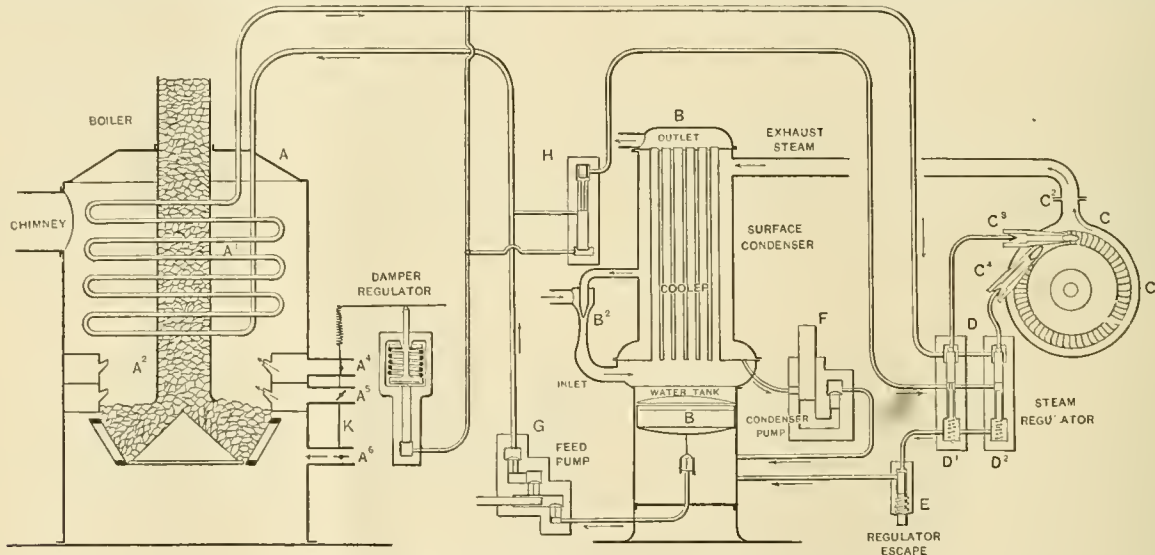 BOILER
A
CHIMNEY
A¹
A²
DAMPER
REGULATOR
A⁴
A⁵
K
A⁶
H
B
OUTLET
EXHAUST
STEAM
SURFACE
CONDENSER
COOLER
B²
INLET
WATER TANK
B
F
CONDENSER
PUMP
G
FEED
PUMP
C²
C
C³
C⁴
C
D
STEAM
REGULATOR
D¹
D²
E
REGULATOR
ESCAPE